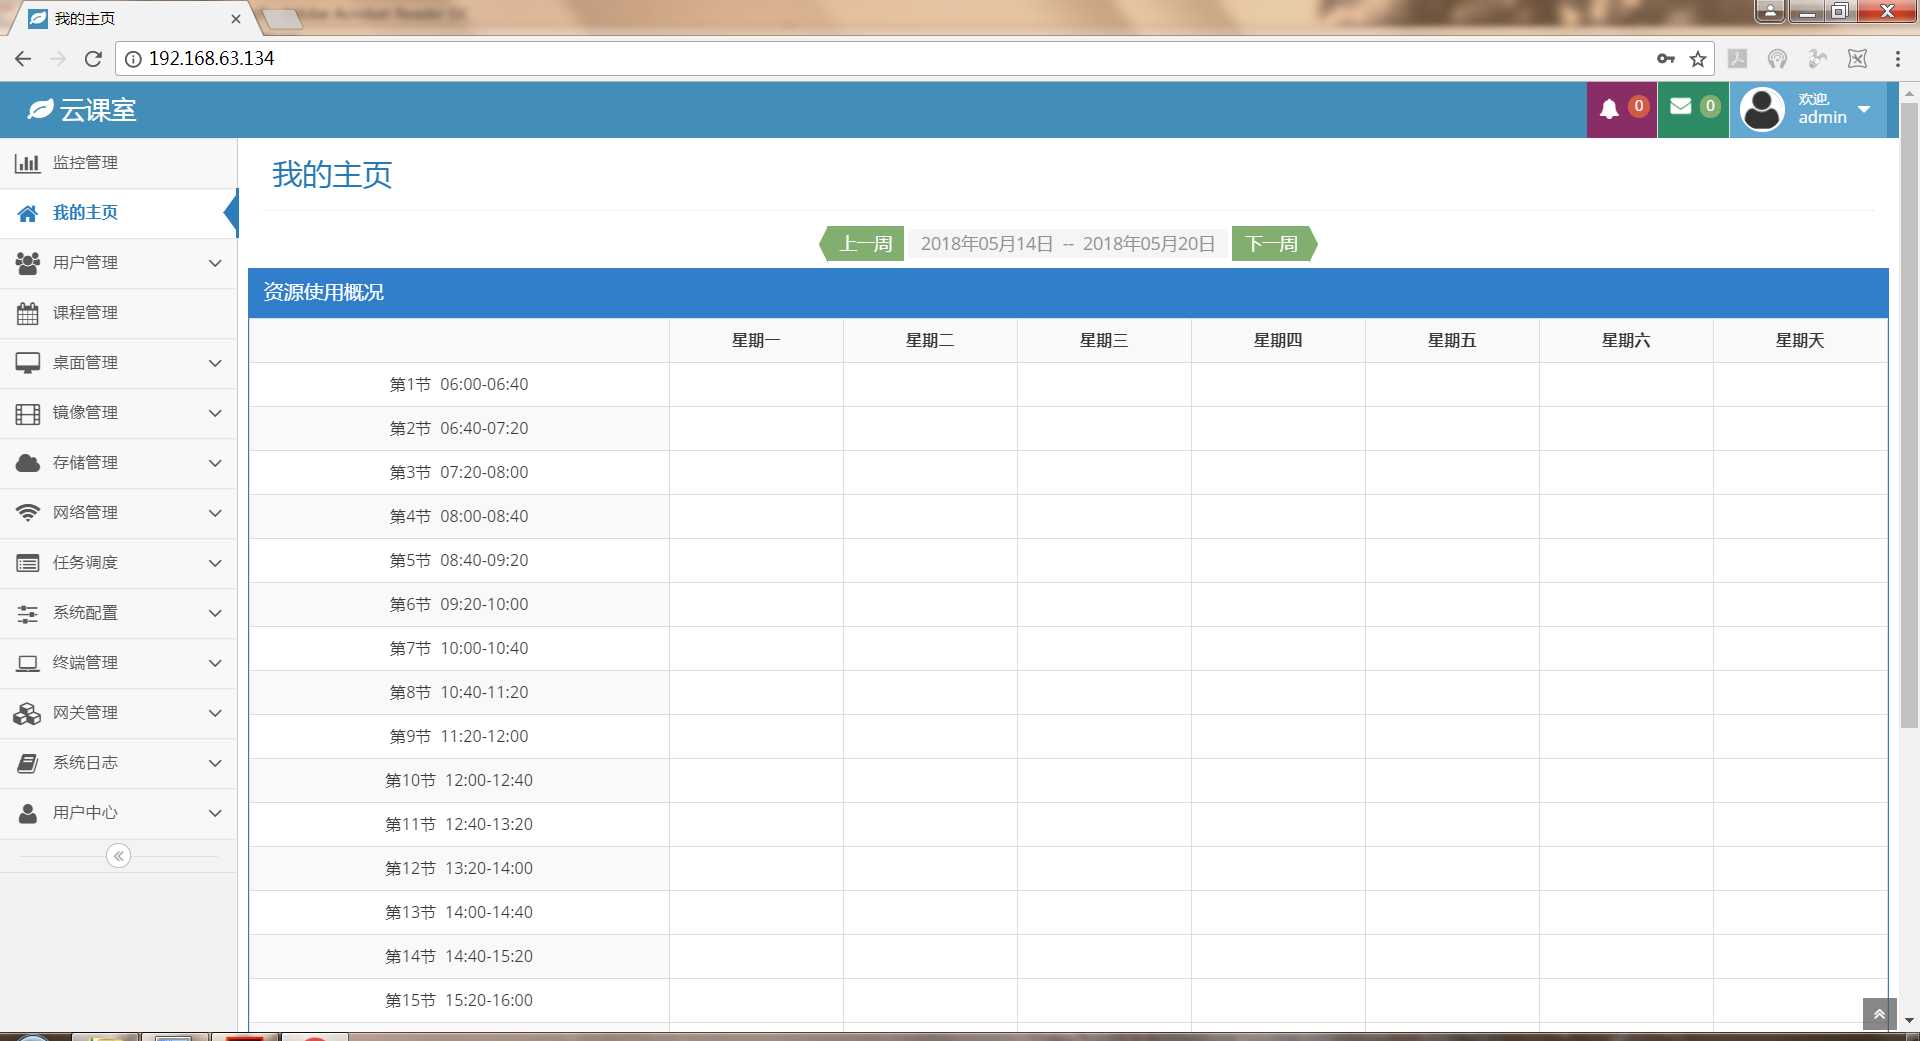 我的主页
192.168.63.134
云课室
0
0
欢迎,
admin
监控管理
我的主页
用户管理
课程管理
桌面管理
镜像管理
存储管理
网络管理
任务调度
系统配置
终端管理
网关管理
系统日志
用户中心
我的主页
上一周 2018年05月14日 -- 2018年05月20日 下一周
资源使用概况
星期一 星期二 星期三 星期四 星期五 星期六 星期天
第1节 06:00-06:40
第2节 06:40-07:20
第3节 07:20-08:00
第4节 08:00-08:40
第5节 08:40-09:20
第6节 09:20-10:00
第7节 10:00-10:40
第8节 10:40-11:20
第9节 11:20-12:00
第10节 12:00-12:40
第11节 12:40-13:20
第12节 13:20-14:00
第13节 14:00-14:40
第14节 14:40-15:20
第15节 15:20-16:00